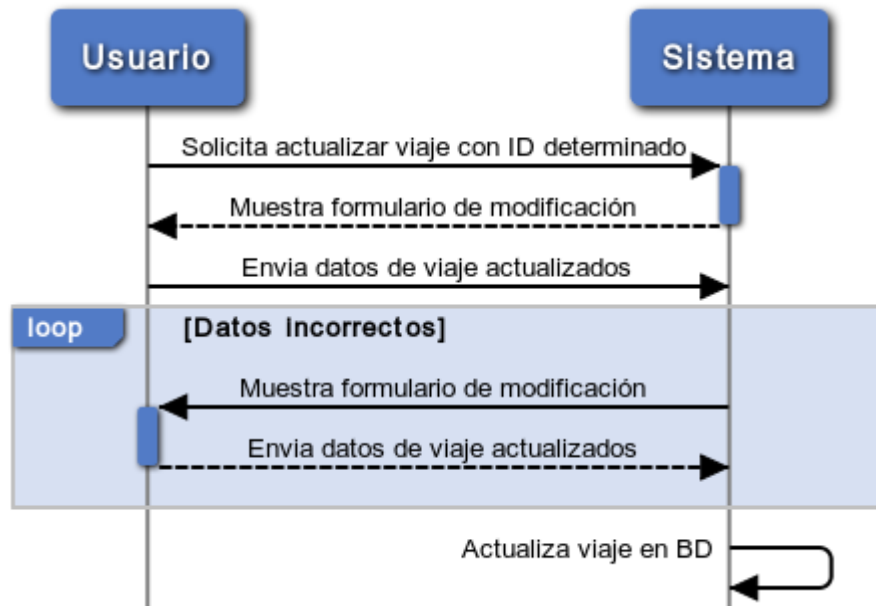 Usuario
Sistema
Solicita actualizar viaje con ID determinado
Muestra formulario de modificación
Envia datos de viaje actualizados
loop
[Datos Incorrectos]
Muestra formulario de modificación
Envia datos de viaje actualizados
Actualiza viaje en BD